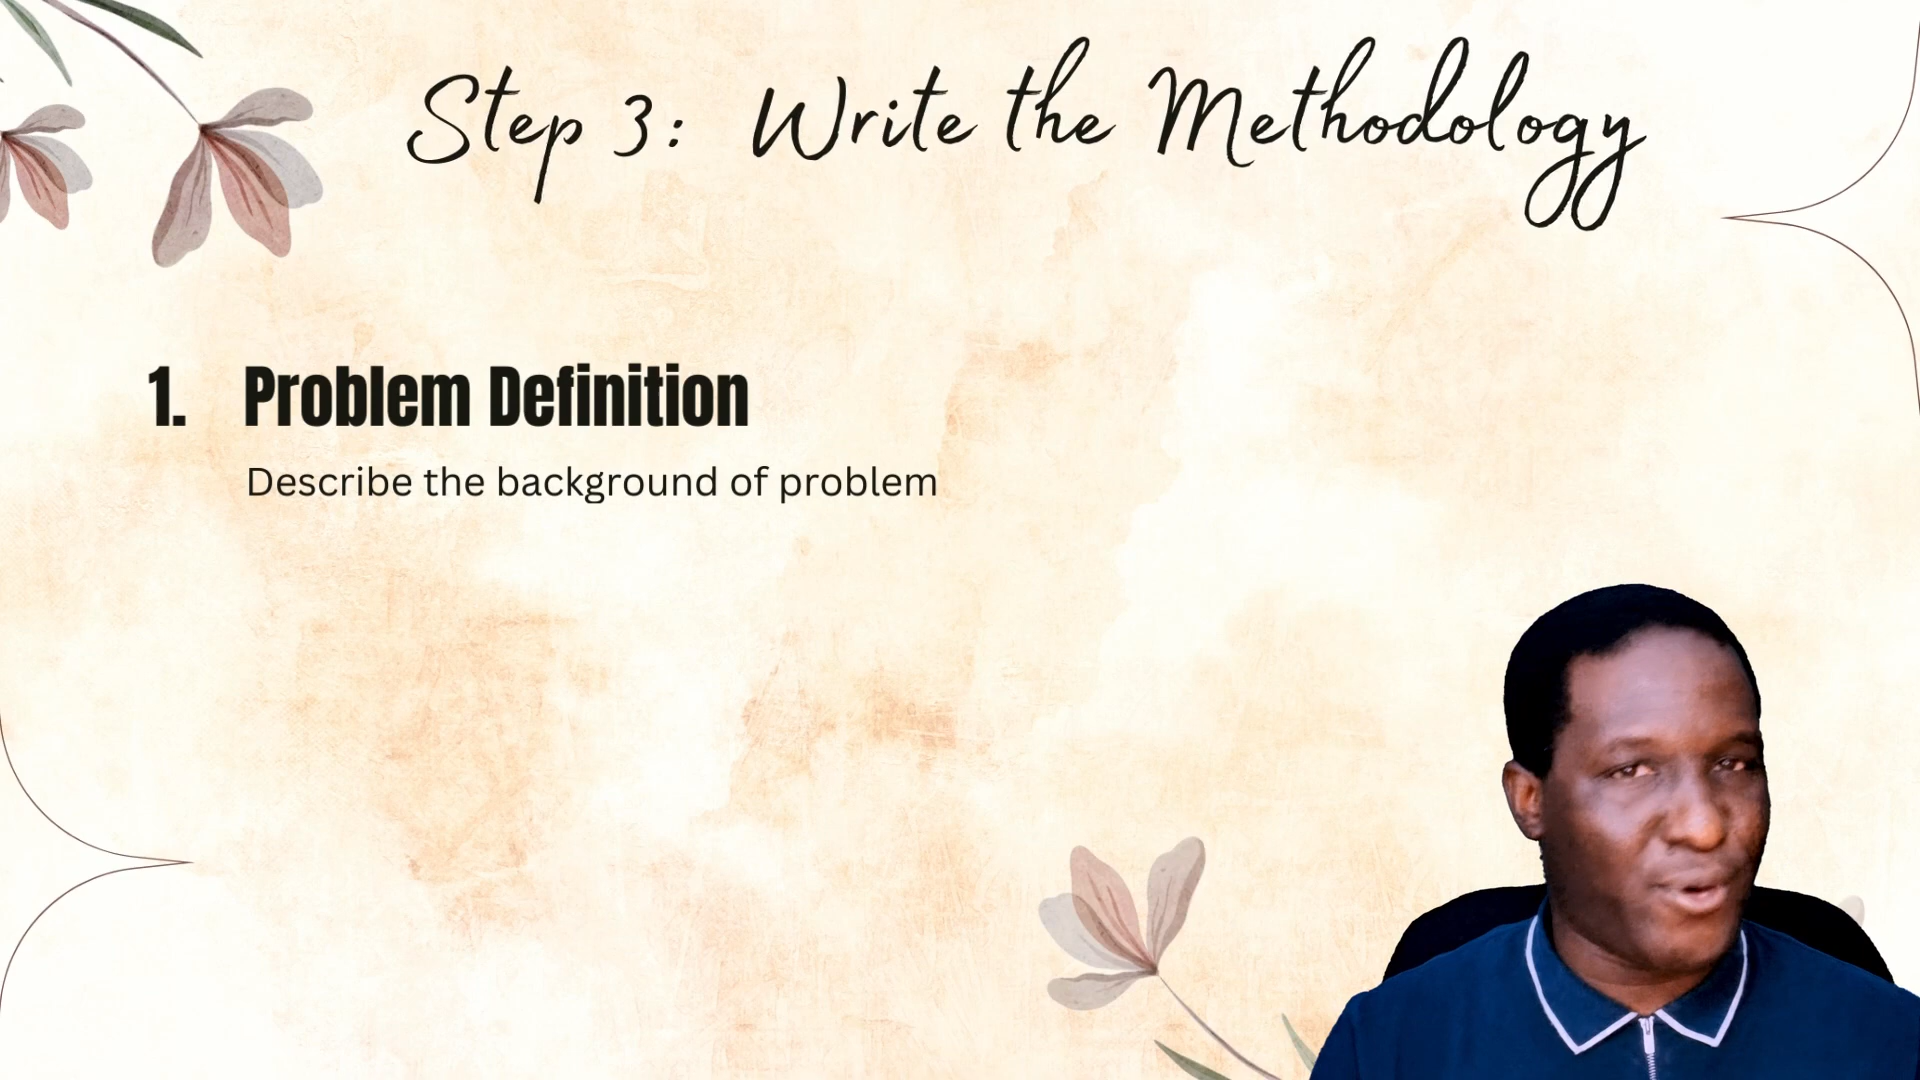 Step 3: Write the Methodology
1. Problem Definition
Describe the background of problem